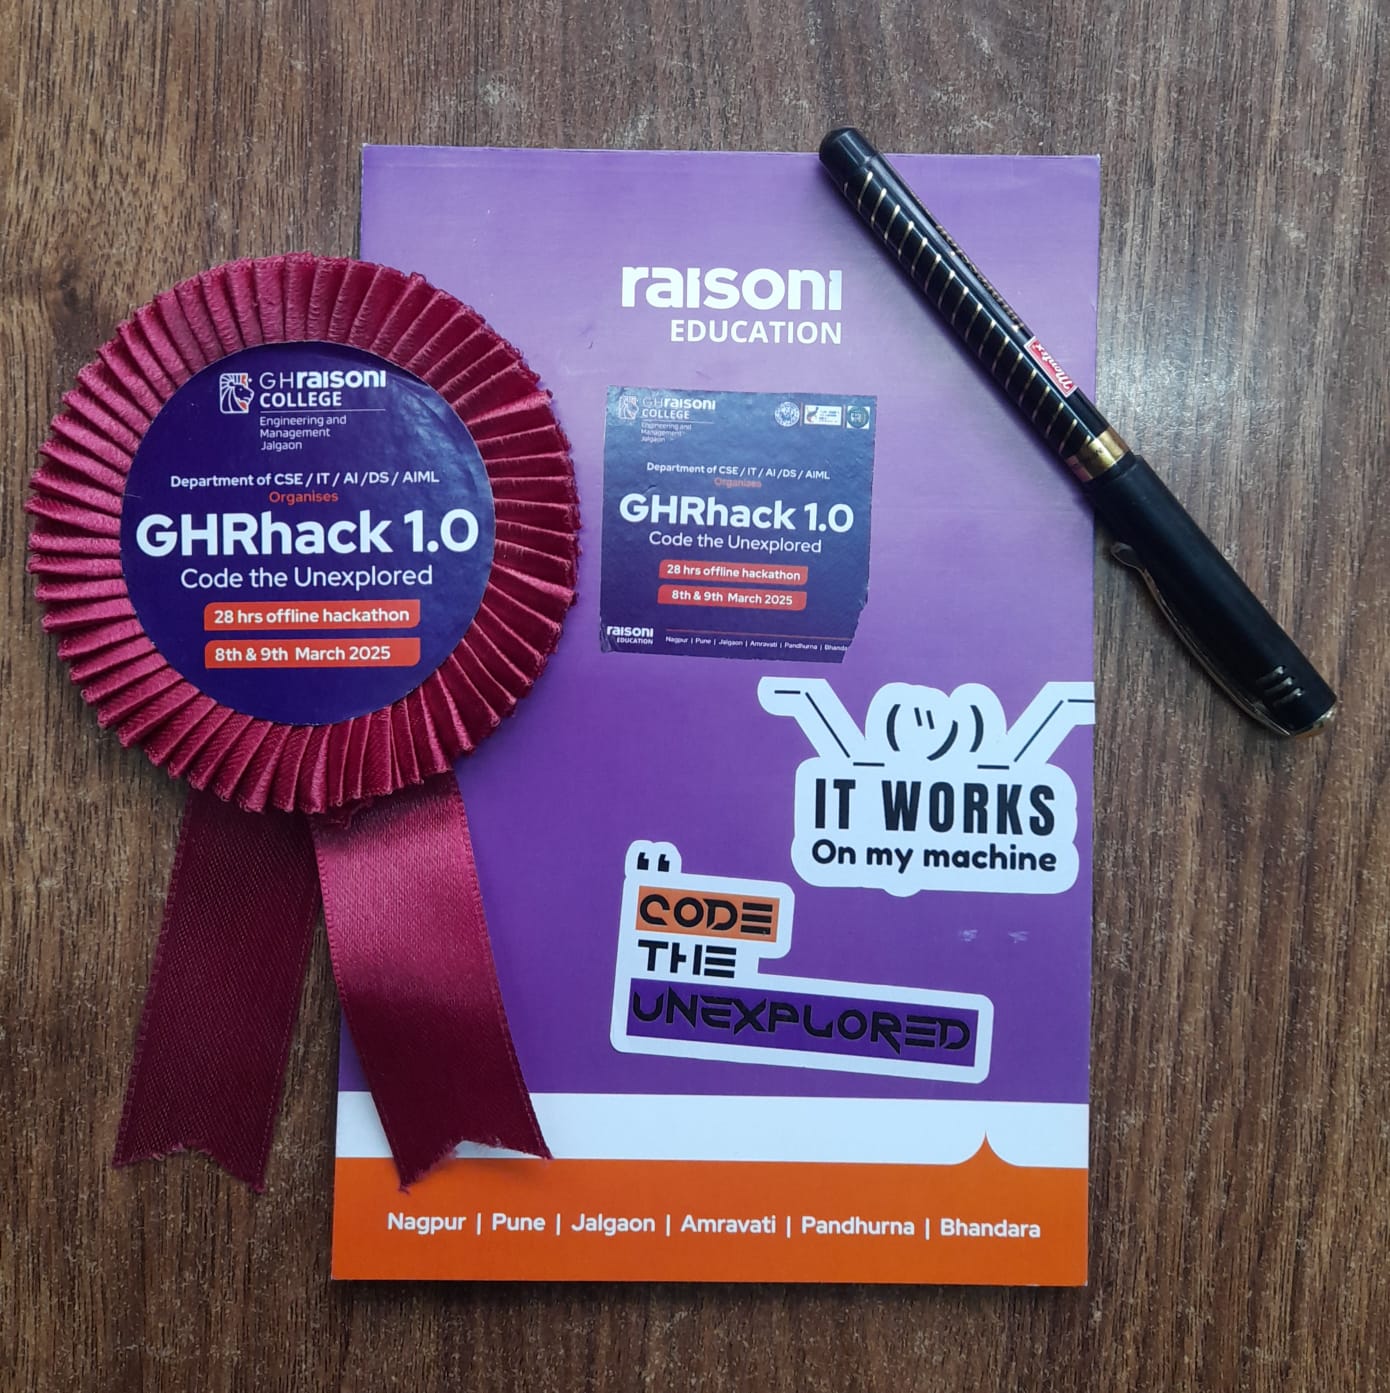 GHraisoni
COLLEGE
Engineering and
Management
Jalgaon
Department of CSE / IT / AI /DS / AIML
Organises
GHRhack 1.0
Code the Unexplored
28 hrs offline hackathon
8th & 9th March 2025
raisoni
EDUCATION
GHraisoni
COLLEGE
Engineering and
Management
Jalgaon
Department of CSE / IT / AI /DS / AIML
Organises
GHRhack 1.0
Code the Unexplored
28 hrs offline hackathon
8th & 9th March 2025
raisoni
EDUCATION
Nagpur | Pune | Jalgaon | Amravati | Pandhurna | Bhanda
Montex
¯\_(ツ)_/¯
IT WORKS
On my machine
“
CODE
THE
UNEXPLORED
Nagpur | Pune | Jalgaon | Amravati | Pandhurna | Bhandara